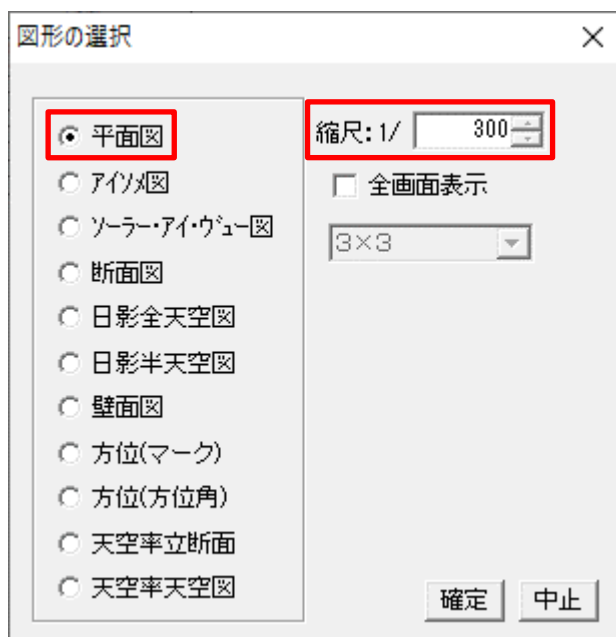 図形の選択
平面図
縮尺:1/ 300
アイソメ図
全画面表示
ソーラー・アイ・ヴュー図
3×3
断面図
日影全天空図
日影半天空図
壁面図
方位(マーク)
方位(方位角)
天空率立断面
天空率天空図
確定 中止